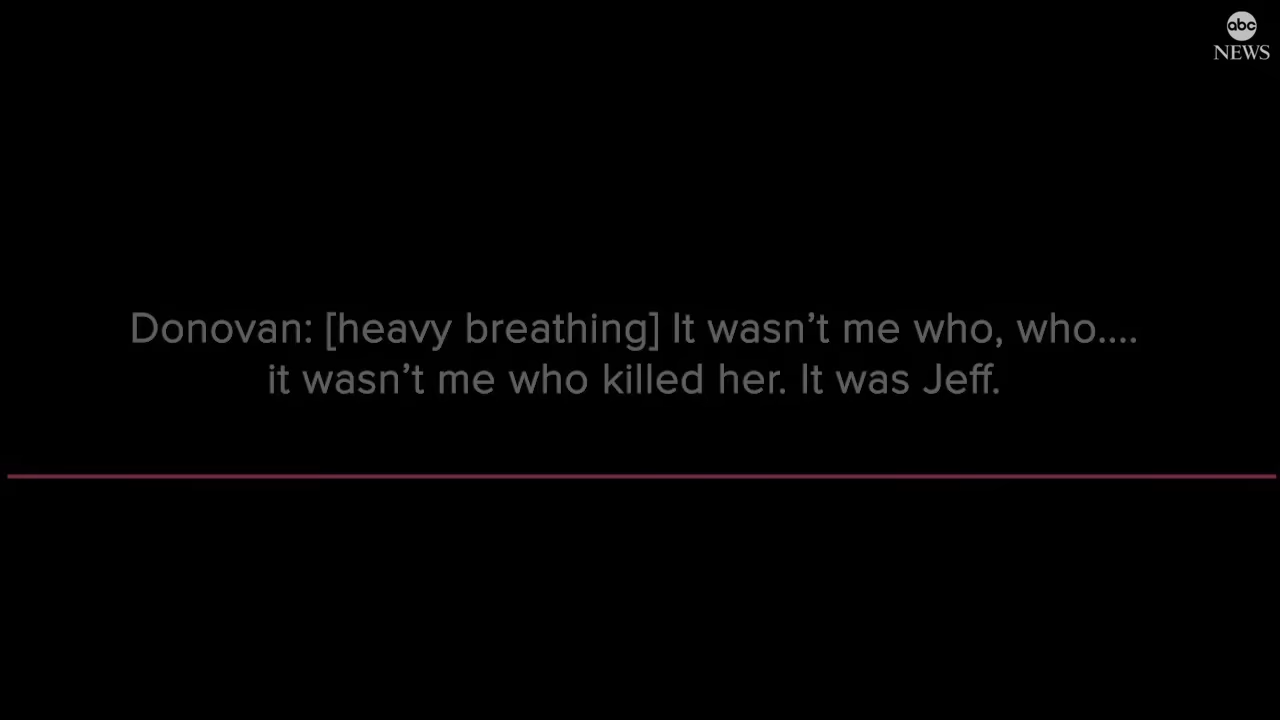 abc
NEWS
Donovan: [heavy breathing] It wasn’t me who, who....
it wasn’t me who killed her. It was Jeff.